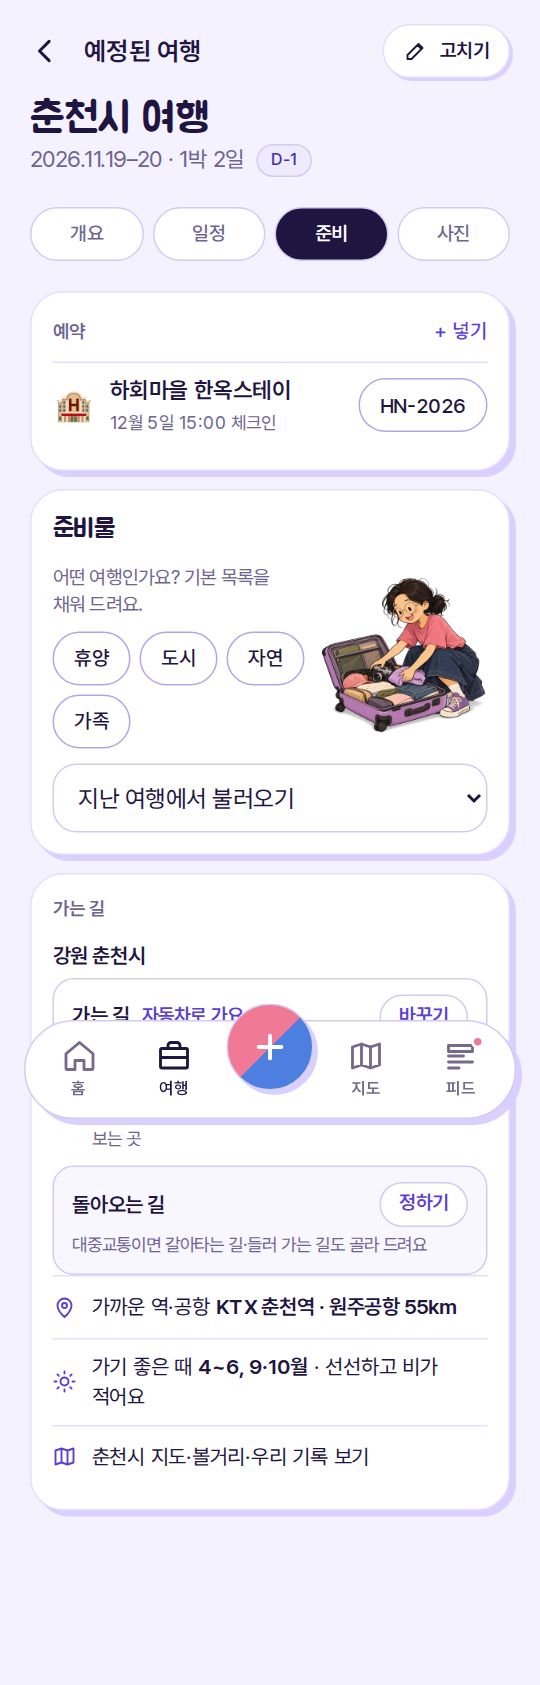 예정된 여행
고치기
춘천시 여행
2026.11.19–20 · 1박 2일
D-1
개요
일정
준비
사진
예약
+ 넣기
하회마을 한옥스테이
12월 5일 15:00 체크인
HN-2026
준비물
어떤 여행인가요? 기본 목록을
채워 드려요.
휴양
도시
자연
가족
지난 여행에서 불러오기
가는 길
강원 춘천시
가는 길 자동차로 가요
바꾸기
홈
여행
지도
피드
보는 곳
돌아오는 길
정하기
대중교통이면 갈아타는 길·들러 가는 길도 골라 드려요
가까운 역·공항 KTX 춘천역 · 원주공항 55km
가기 좋은 때 4~6, 9·10월 · 선선하고 비가
적어요
춘천시 지도·볼거리·우리 기록 보기